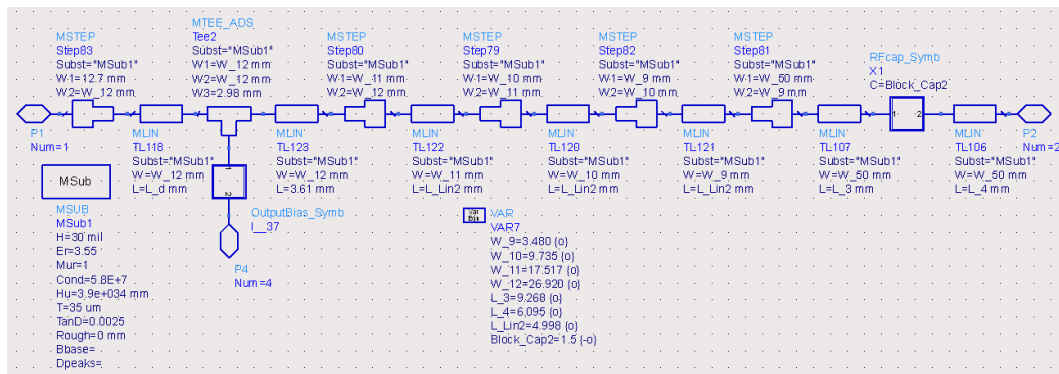 MSTEP
Step83
Subst="MSub1"
W1=12.7 mm
W2=W_12 mm
MTEE_ADS
Tee2
Subst="MSub1"
W1=W_12 mm
W2=W_12 mm
W3=2.98 mm
MSTEP
Step80
Subst="MSub1"
W1=W_11 mm
W2=W_12 mm
MSTEP
Step79
Subst="MSub1"
W1=W_10 mm
W2=W_11 mm
MSTEP
Step82
Subst="MSub1"
W1=W_9 mm
W2=W_10 mm
MSTEP
Step81
Subst="MSub1"
W1=W_50 mm
W2=W_9 mm
RFcap_Symb
X1
C=Block_Cap2
1 2
P1
Num=1
MLIN
TL118
Subst="MSub1"
W=W_12 mm
L=L_d mm
MLIN
TL123
Subst="MSub1"
W=W_12 mm
L=3.61 mm
MLIN
TL122
Subst="MSub1"
W=W_11 mm
L=L_Lin2 mm
MLIN
TL120
Subst="MSub1"
W=W_10 mm
L=L_Lin2 mm
MLIN
TL121
Subst="MSub1"
W=W_9 mm
L=L_Lin2 mm
MLIN
TL107
Subst="MSub1"
W=W_50 mm
L=L_3 mm
MLIN
TL106
Subst="MSub1"
W=W_50 mm
L=L_4 mm
P2
Num=2
1
2
OutputBias_Symb
I__37
P4
Num=4
MSub
MSUB
MSub1
H=30 mil
Er=3.55
Mur=1
Cond=5.8E+7
Hu=3.9e+034 mm
T=35 um
TanD=0.0025
Rough=0 mm
Bbase=
Dpeaks=
Var
Eqn
VAR
VAR7
W_9=3.480 {o}
W_10=9.735 {o}
W_11=17.517 {o}
W_12=26.920 {o}
L_3=9.268 {o}
L_4=6.095 {o}
L_Lin2=4.998 {o}
Block_Cap2=1.5 {-o}